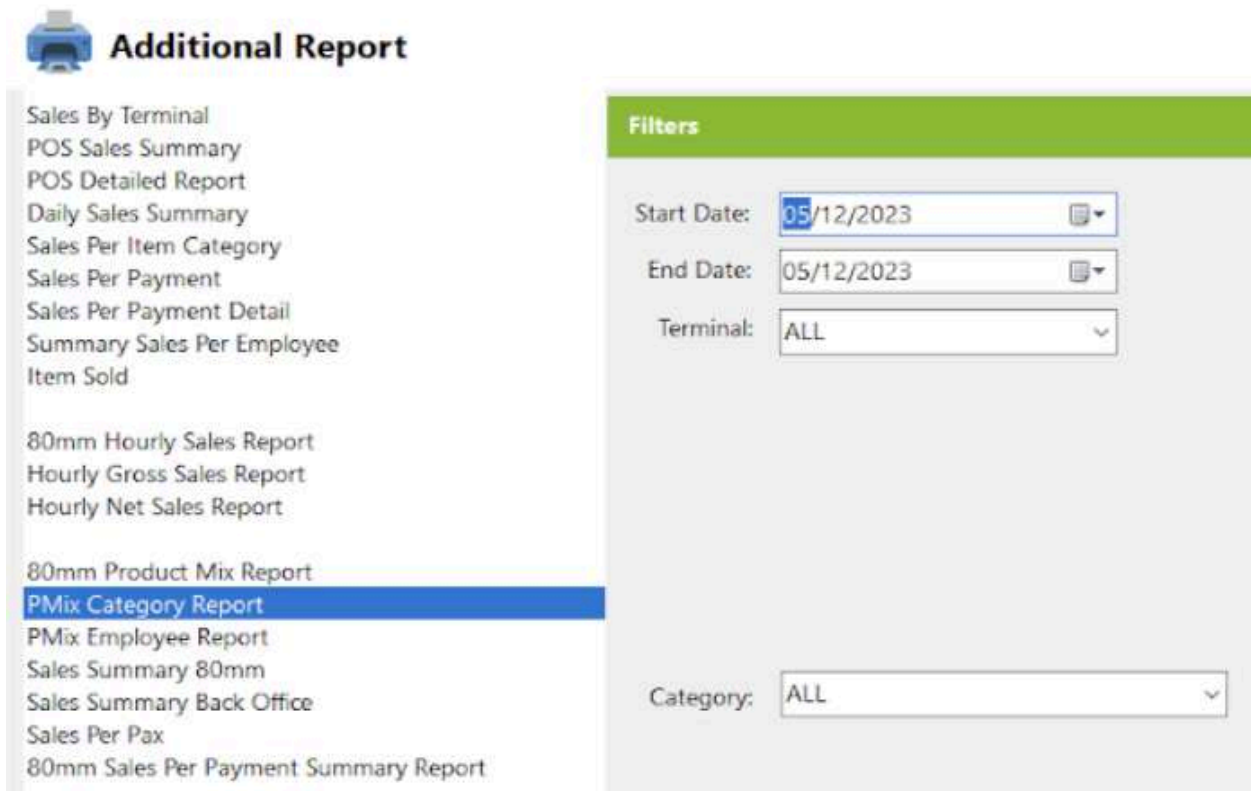 Additional Report
Sales By Terminal
POS Sales Summary
POS Detailed Report
Daily Sales Summary
Sales Per Item Category
Sales Per Payment
Sales Per Payment Detail
Summary Sales Per Employee
Item Sold
80mm Hourly Sales Report
Hourly Gross Sales Report
Hourly Net Sales Report
80mm Product Mix Report
PMix Category Report
PMix Employee Report
Sales Summary 80mm
Sales Summary Back Office
Sales Per Pax
80mm Sales Per Payment Summary Report
Filters
Start Date: 05/12/2023
End Date: 05/12/2023
Terminal: ALL
Category: ALL